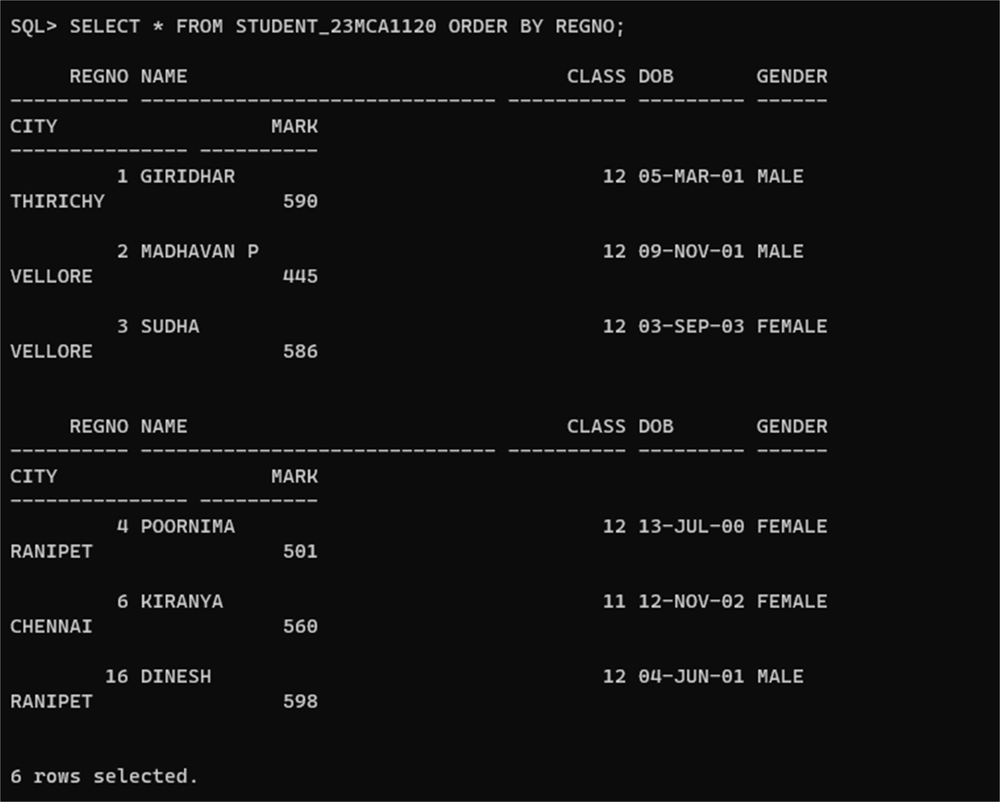 SQL> SELECT * FROM STUDENT_23MCA1120 ORDER BY REGNO;
     REGNO NAME                                CLASS DOB       GENDER
---------- ------------------------------ ---------- --------- ------
CITY                  MARK
--------------- ----------
         1 GIRIDHAR                               12 05-MAR-01 MALE
THIRICHY               590
         2 MADHAVAN P                             12 09-NOV-01 MALE
VELLORE                445
         3 SUDHA                                  12 03-SEP-03 FEMALE
VELLORE                586
     REGNO NAME                                CLASS DOB       GENDER
---------- ------------------------------ ---------- --------- ------
CITY                  MARK
--------------- ----------
         4 POORNIMA                               12 13-JUL-00 FEMALE
RANIPET                501
         6 KIRANYA                                11 12-NOV-02 FEMALE
CHENNAI                560
        16 DINESH                                 12 04-JUN-01 MALE
RANIPET                598
6 rows selected.